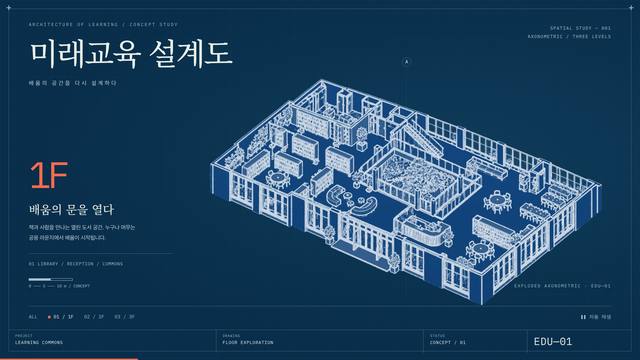 ARCHITECTURE OF LEARNING / CONCEPT STUDY
미래교육 설계도
배움의 공간을 다시 설계하다
SPATIAL STUDY — 001
AXONOMETRIC / THREE LEVELS
A
1F
배움의 문을 열다
책과 사람을 만나는 열린 도서 공간. 누구나 머무는
공용 라운지에서 배움이 시작됩니다.
01 LIBRARY / RECEPTION / COMMONS
0 —— 5 —— 10 m / CONCEPT
EXPLODED AXONOMETRIC · EDU—01
ALL 01 / 1F 02 / 2F 03 / 3F
자동 재생
PROJECT
LEARNING COMMONS
DRAWING
FLOOR EXPLORATION
STATUS
CONCEPT / 01
EDU—01